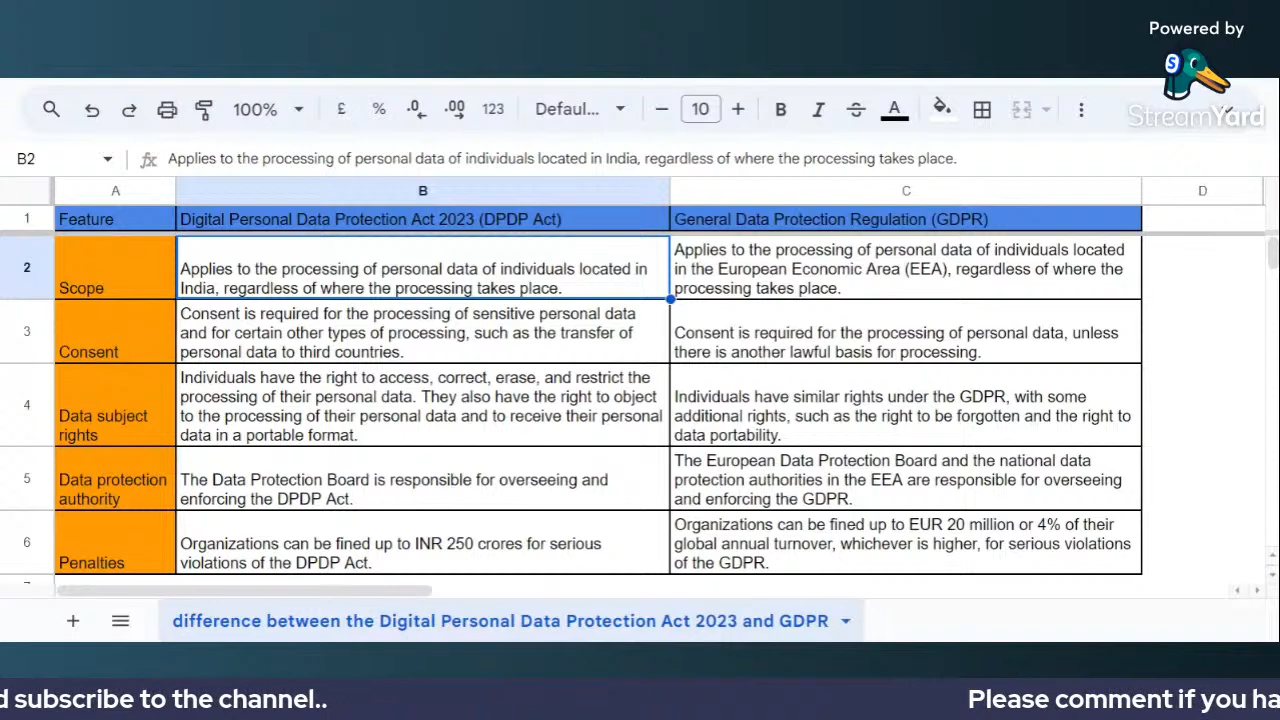 Powered by
S
StreamYard
100%
£
%
.0
.00
123
Defaul...
10
B
I
A
B2
fx
Applies to the processing of personal data of individuals located in India, regardless of where the processing takes place.
A
B
C
D
1
Feature
Digital Personal Data Protection Act 2023 (DPDP Act)
General Data Protection Regulation (GDPR)
2
Scope
Applies to the processing of personal data of individuals located in
India, regardless of where the processing takes place.
Applies to the processing of personal data of individuals located
in the European Economic Area (EEA), regardless of where the
processing takes place.
3
Consent
Consent is required for the processing of sensitive personal data
and for certain other types of processing, such as the transfer of
personal data to third countries.
Consent is required for the processing of personal data, unless
there is another lawful basis for processing.
4
Data subject
rights
Individuals have the right to access, correct, erase, and restrict the
processing of their personal data. They also have the right to object
to the processing of their personal data and to receive their personal
data in a portable format.
Individuals have similar rights under the GDPR, with some
additional rights, such as the right to be forgotten and the right to
data portability.
5
Data protection
authority
The Data Protection Board is responsible for overseeing and
enforcing the DPDP Act.
The European Data Protection Board and the national data
protection authorities in the EEA are responsible for overseeing
and enforcing the GDPR.
6
Penalties
Organizations can be fined up to INR 250 crores for serious
violations of the DPDP Act.
Organizations can be fined up to EUR 20 million or 4% of their
global annual turnover, whichever is higher, for serious violations
of the GDPR.
difference between the Digital Personal Data Protection Act 2023 and GDPR
d subscribe to the channel..
Please comment if you ha